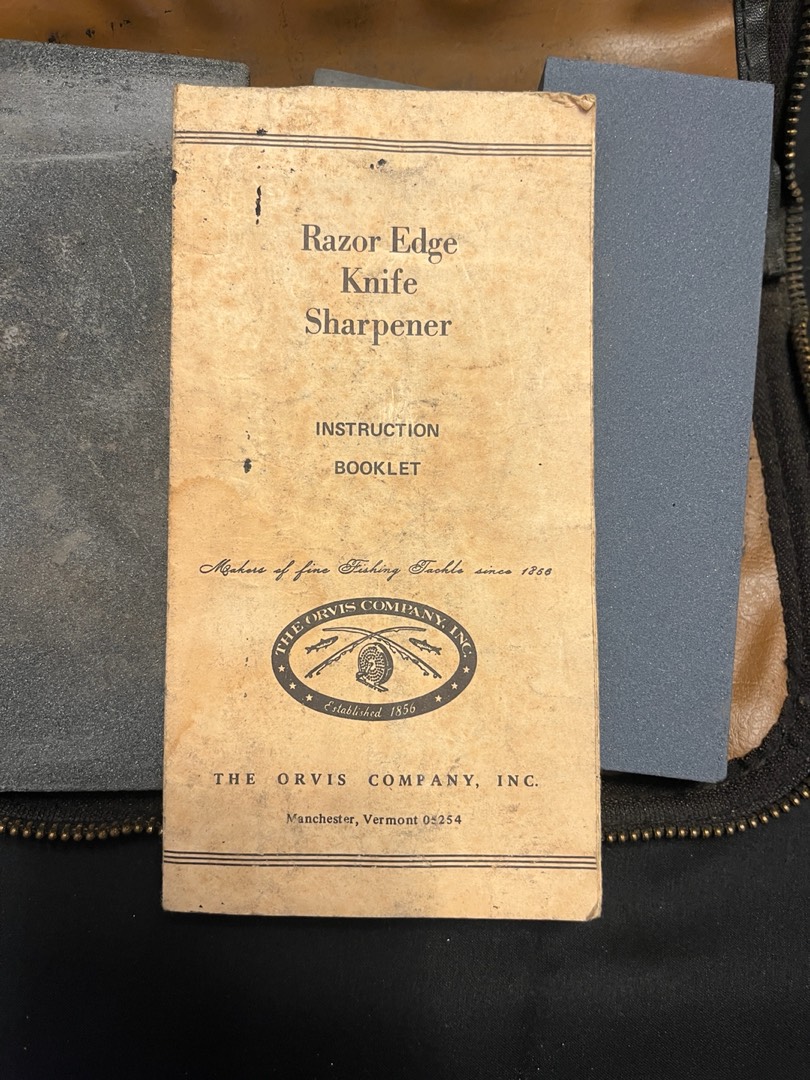 Razor Edge
Knife
Sharpener
INSTRUCTION
BOOKLET
Makers of fine Fishing Tackle since 1856
THE ORVIS COMPANY, INC.
Established 1856
THE ORVIS COMPANY, INC.
Manchester, Vermont 05254